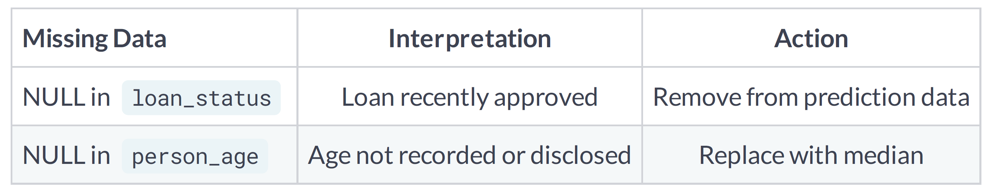 Missing Data Interpretation Action
NULL in loan_status Loan recently approved Remove from prediction data
NULL in person_age Age not recorded or disclosed Replace with median